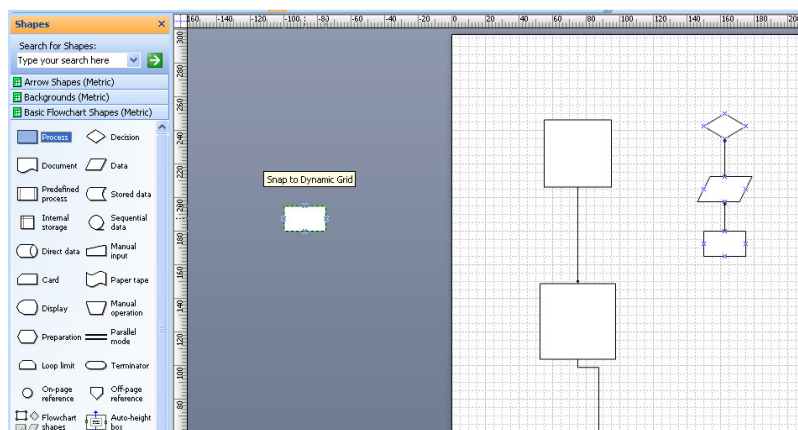 Shapes
Search for Shapes:
Type your search here
Arrow Shapes (Metric)
Backgrounds (Metric)
Basic Flowchart Shapes (Metric)
Process
Decision
Document
Data
Predefined process
Stored data
Internal storage
Sequential data
Direct data
Manual input
Card
Paper tape
Display
Manual operation
Preparation
Parallel mode
Loop limit
Terminator
On-page reference
Off-page reference
Flowchart shapes
Auto-height box
160 -140 -120 -100 -80 -60 -40 -20 0 20 40 60 80 100 120 140 160 180 200
300
280
260
240
220
200
180
160
140
120
100
80
Snap to Dynamic Grid